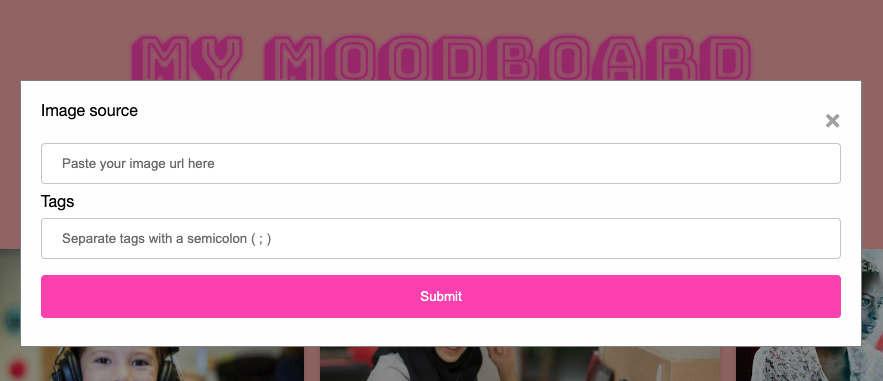 MY MOODBOARD
Image source
×
Paste your image url here
Tags
Separate tags with a semicolon ( ; )
Submit